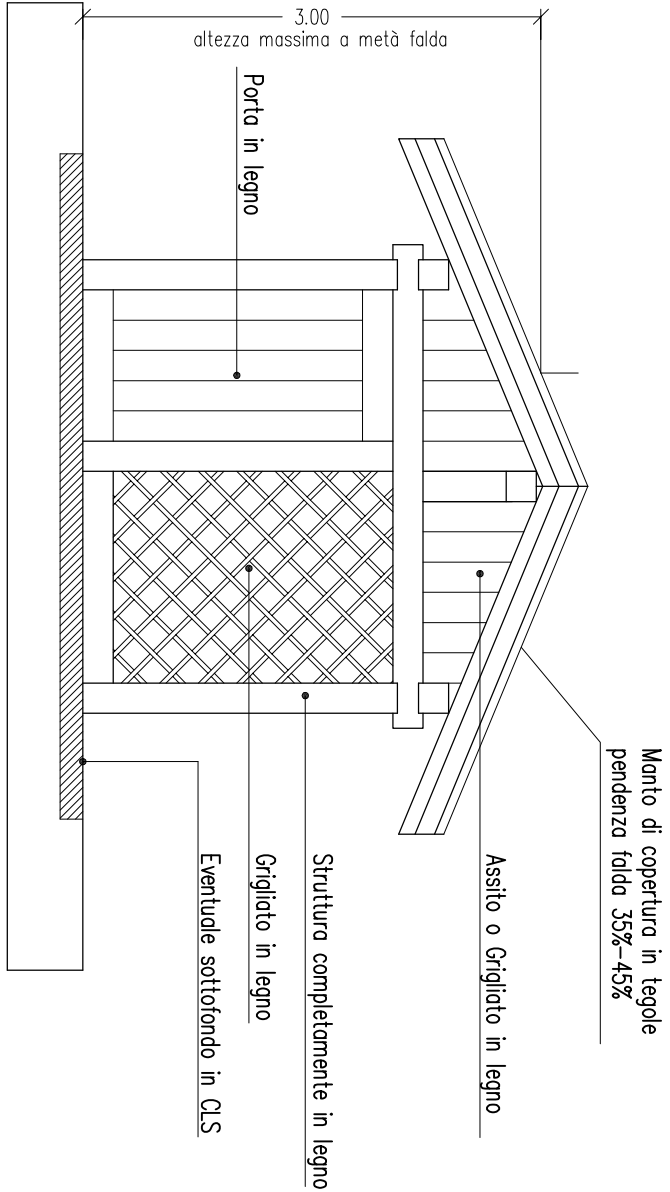 3.00
altezza massima a metà falda
Porta in legno
Manto di copertura in tegole
pendenza falda 35%-45%
Assito o Grigliato in legno
Struttura completamente in legno
Grigliato in legno
Eventuale sottofondo in CLS